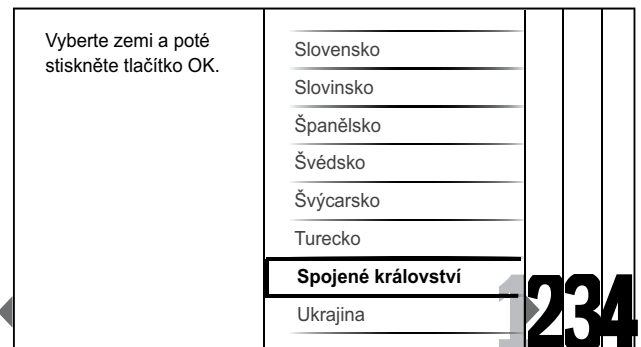 Vyberte zemi a poté
stiskněte tlačítko OK.
Slovensko
Slovinsko
Španělsko
Švédsko
Švýcarsko
Turecko
Spojené království
Ukrajina
1234